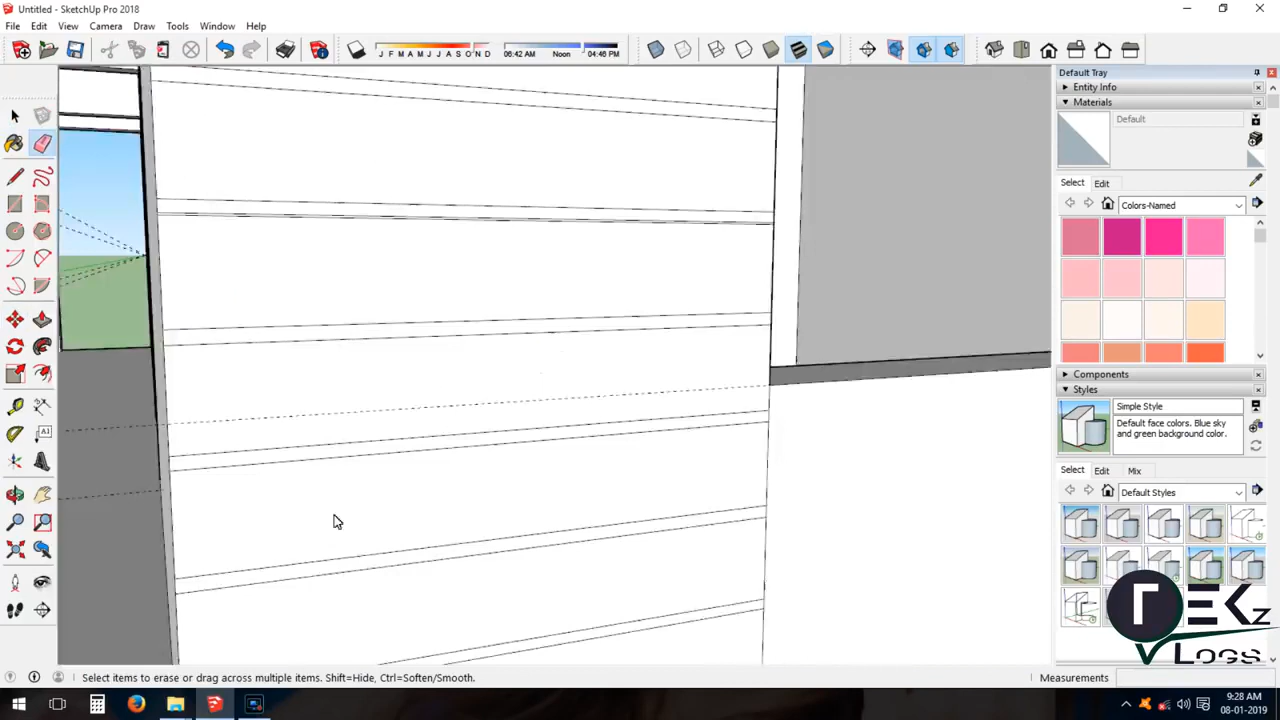 Untitled - SketchUp Pro 2018
File Edit View Camera Draw Tools Window Help
J F M A M J J A S O N D 06:42 AM Noon 04:46 PM
Default Tray
Entity Info
Materials
Default
Select Edit
Colors-Named
Components
Styles
Simple Style
Default face colors. Blue sky and green background color.
Select Edit Mix
Default Styles
A1
TEKz
VLogs
Select items to erase or drag across multiple items. Shift=Hide, Ctrl=Soften/Smooth.
Measurements
9:28 AM
08-01-2019